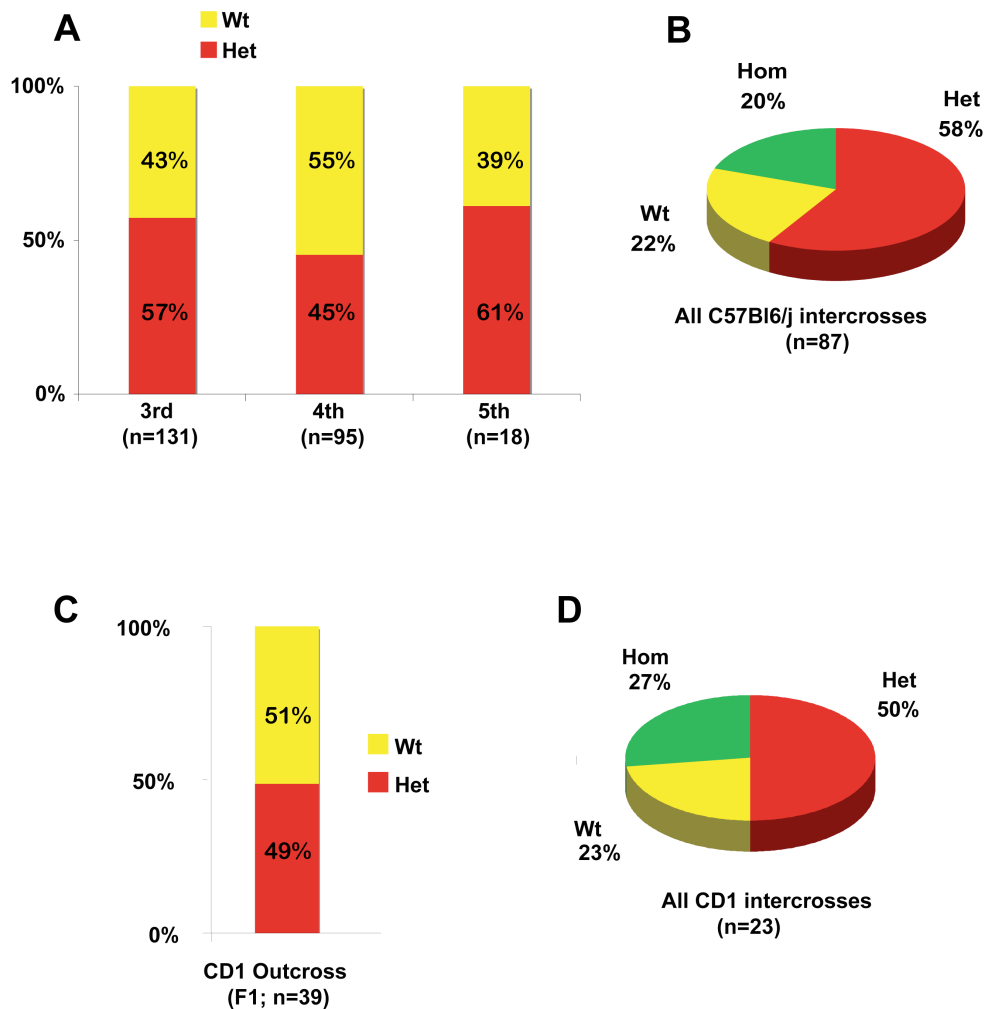 A
Wt
Het
100%
50%
0%
43%
55%
39%
57%
45%
61%
3rd
(n=131)
4th
(n=95)
5th
(n=18)
B
Hom
20%
Het
58%
Wt
22%
All C57Bl6/j intercrosses
(n=87)
C
100%
50%
0%
51%
49%
Wt
Het
CD1 Outcross
(F1; n=39)
D
Hom
27%
Het
50%
Wt
23%
All CD1 intercrosses
(n=23)